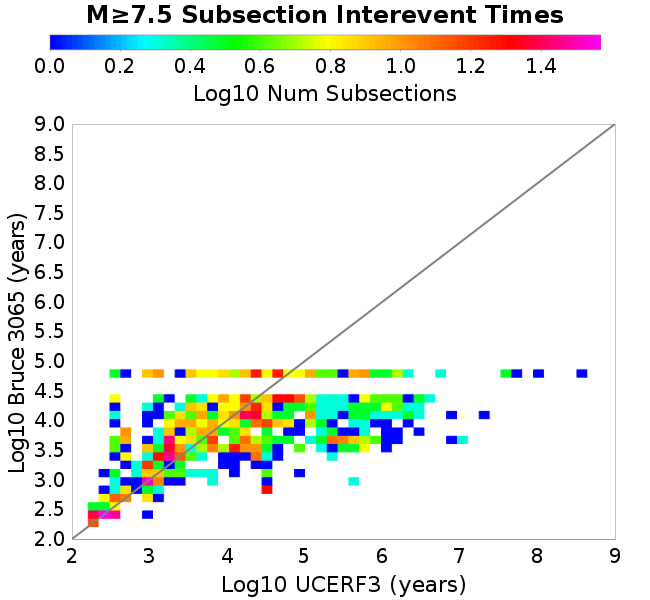 M≥7.5 Subsection Interevent Times
0.0 0.2 0.4 0.6 0.8 1.0 1.2 1.4
Log10 Num Subsections
9.0
8.5
8.0
7.5
7.0
6.5
6.0
5.5
5.0
4.5
4.0
3.5
3.0
2.5
2.0
Log10 Bruce 3065 (years)
2 3 4 5 6 7 8 9
Log10 UCERF3 (years)